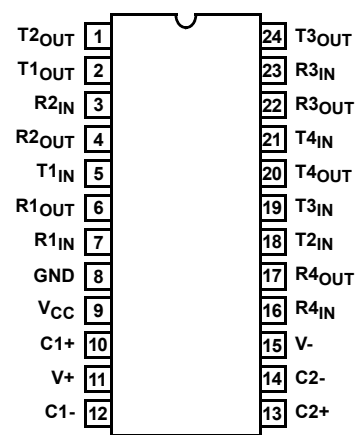 T2OUT 1 24 T3OUT
T1OUT 2 23 R3IN
R2IN 3 22 R3OUT
R2OUT 4 21 T4IN
T1IN 5 20 T4OUT
R1OUT 6 19 T3IN
R1IN 7 18 T2IN
GND 8 17 R4OUT
VCC 9 16 R4IN
C1+ 10 15 V-
V+ 11 14 C2-
C1- 12 13 C2+